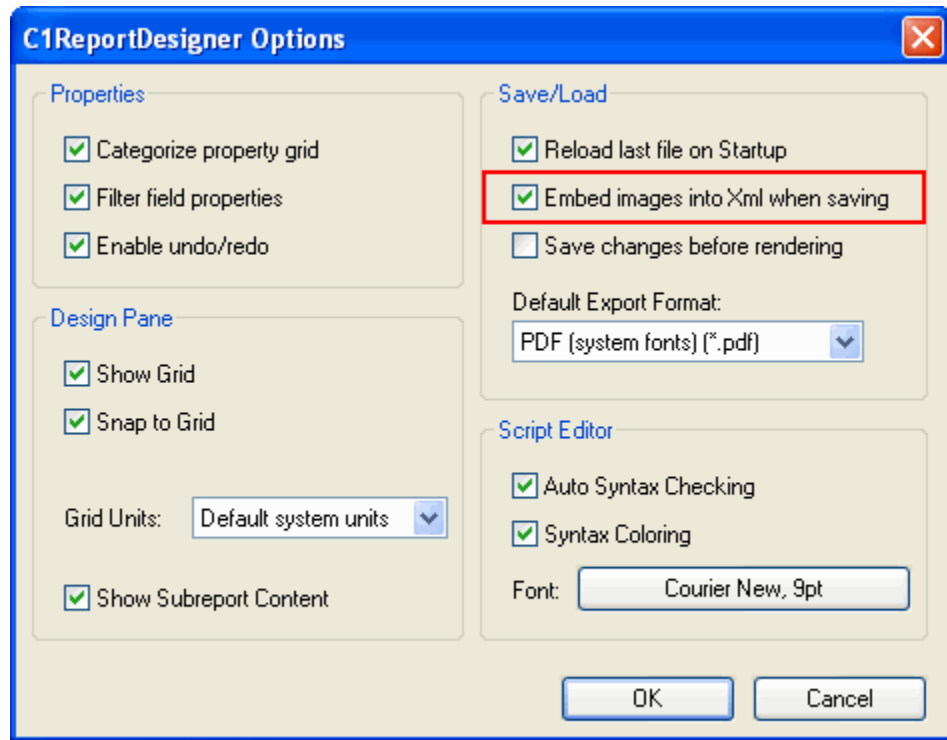 C1ReportDesigner Options
Properties
Categorize property grid
Filter field properties
Enable undo/redo
Design Pane
Show Grid
Snap to Grid
Grid Units: Default system units
Show Subreport Content
Save/Load
Reload last file on Startup
Embed images into Xml when saving
Save changes before rendering
Default Export Format:
PDF (system fonts) (*.pdf)
Script Editor
Auto Syntax Checking
Syntax Coloring
Font: Courier New, 9pt
OK Cancel